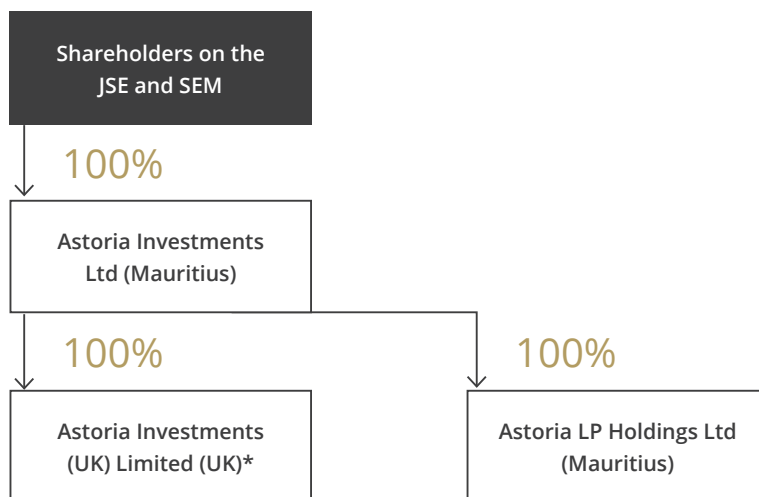 Shareholders on the
JSE and SEM
100%
Astoria Investments
Ltd (Mauritius)
100%
100%
Astoria Investments
(UK) Limited (UK)*
Astoria LP Holdings Ltd
(Mauritius)